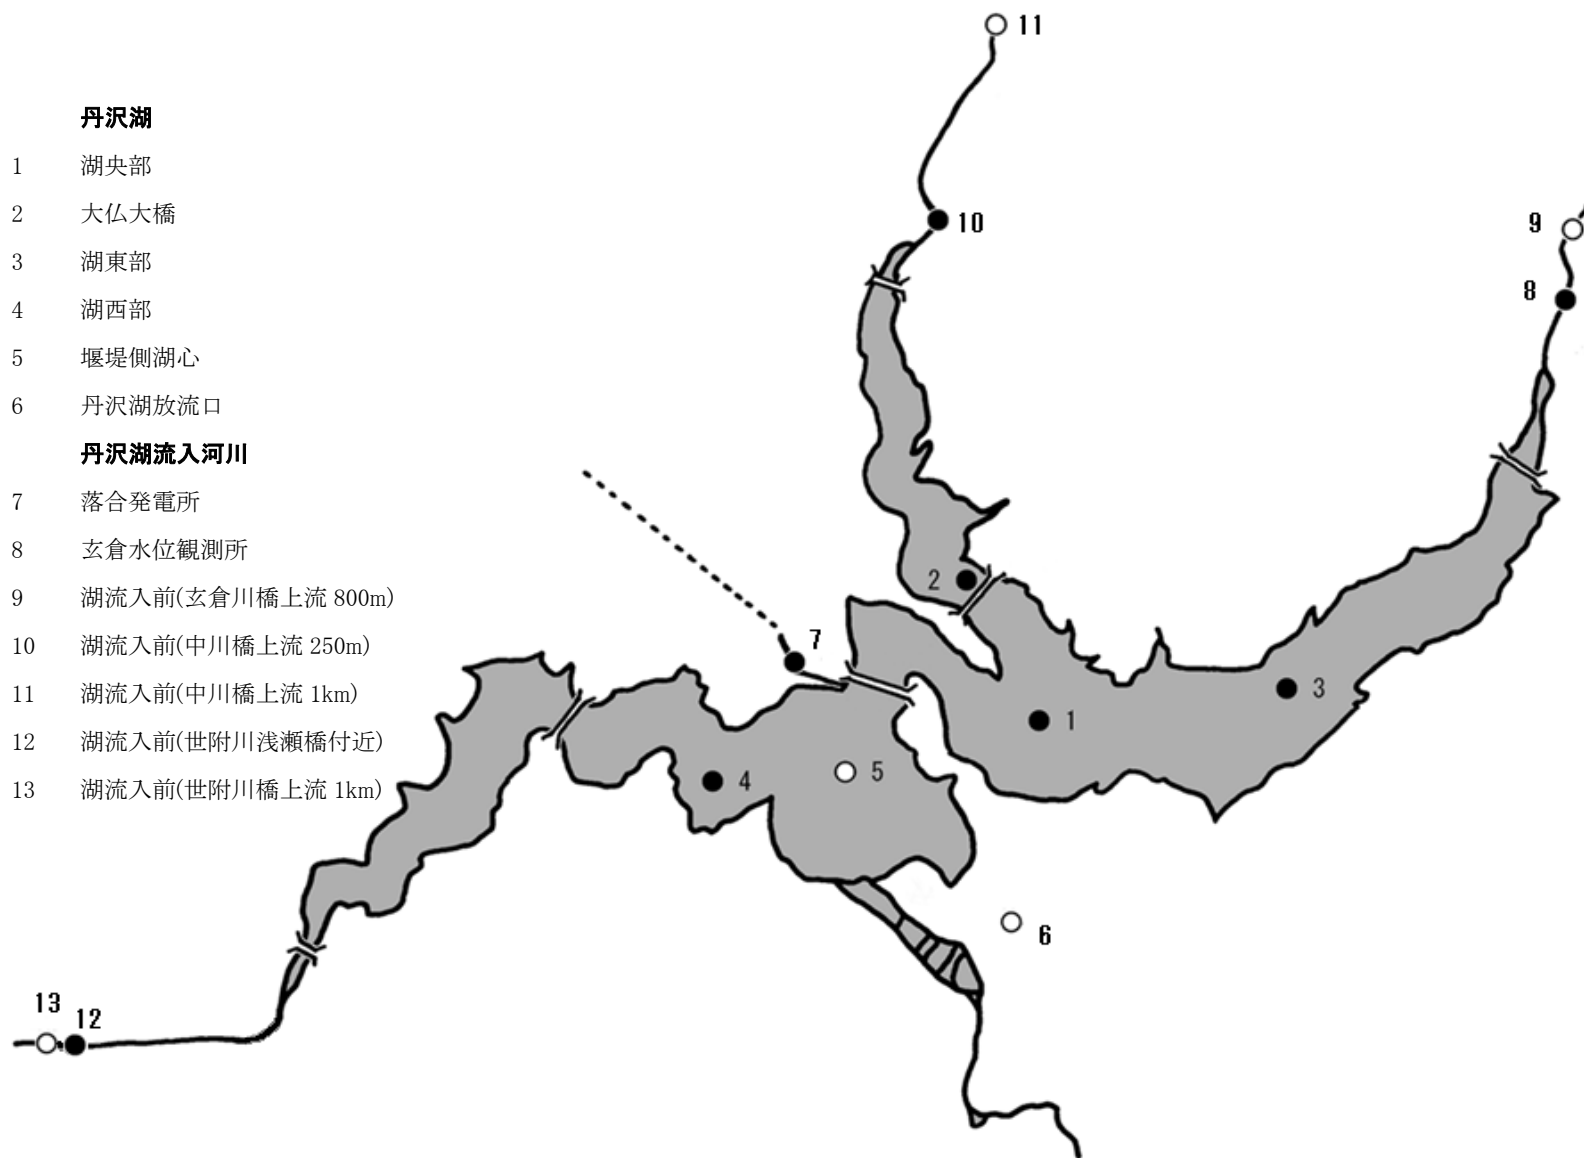 丹沢湖
1 湖央部
2 大仏大橋
3 湖東部
4 湖西部
5 堰堤側湖心
6 丹沢湖放流口
丹沢湖流入河川
7 落合発電所
8 玄倉水位観測所
9 湖流入前(玄倉川橋上流 800m)
10 湖流入前(中川橋上流 250m)
11 湖流入前(中川橋上流 1km)
12 湖流入前(世附川浅瀬橋付近)
13 湖流入前(世附川橋上流 1km)
11
10
9
8
2
7
3
1
5
4
6
13
12